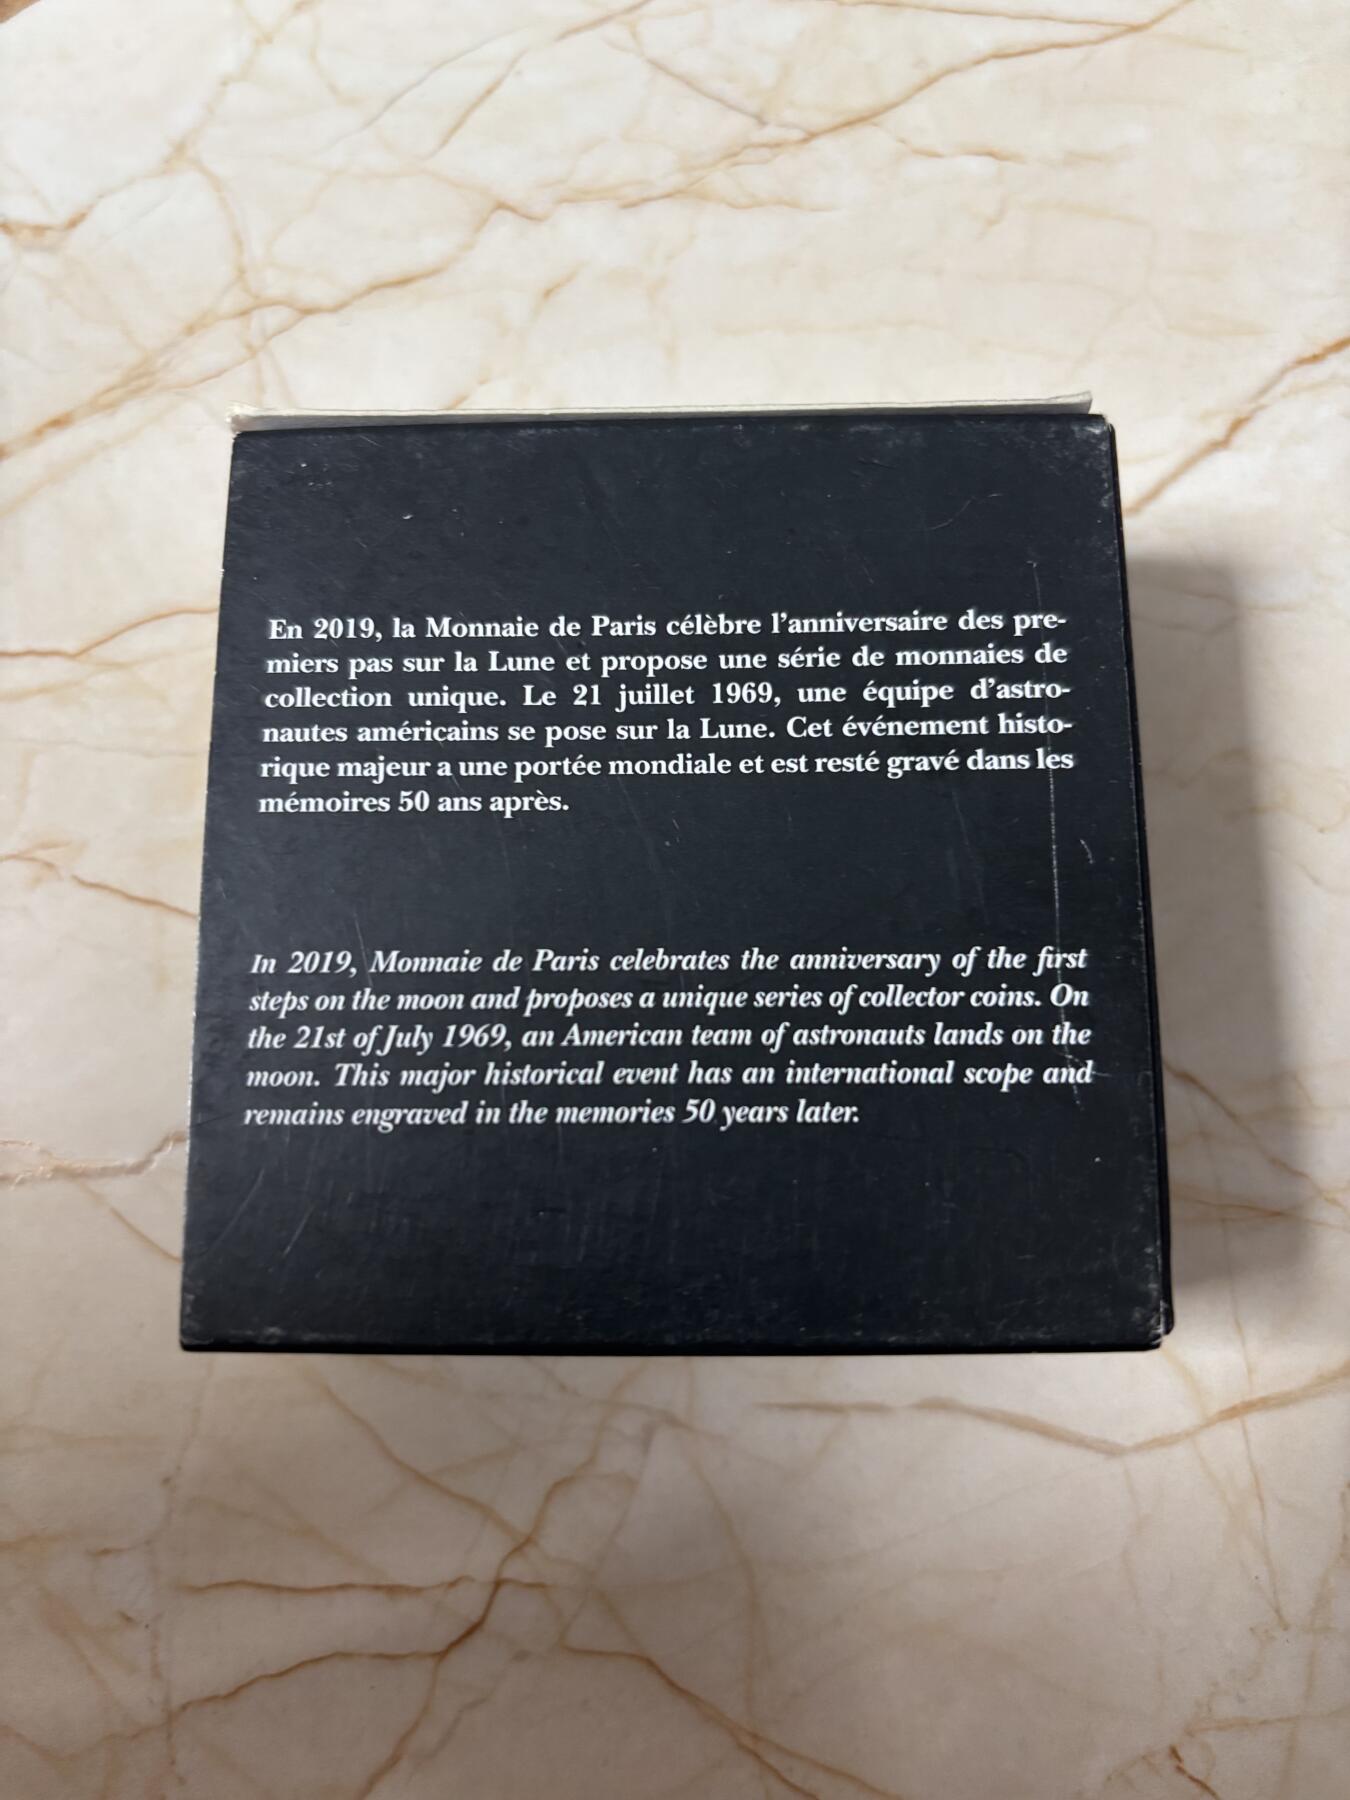 En 2019, la Monnaie de Paris célèbre l'anniversaire des pre-
miers pas sur la Lune et propose une série de monnaies de
collection unique. Le 21 juillet 1969, une équipe d'astro-
nautes américains se pose sur la Lune. Cet événement histo-
rique majeur a une portée mondiale et est resté gravé dans les
mémoires 50 ans après.
In 2019, Monnaie de Paris celebrates the anniversary of the first
steps on the moon and proposes a unique series of collector coins. On
the 21st of July 1969, an American team of astronauts lands on the
moon. This major historical event has an international scope and
remains engraved in the memories 50 years later.